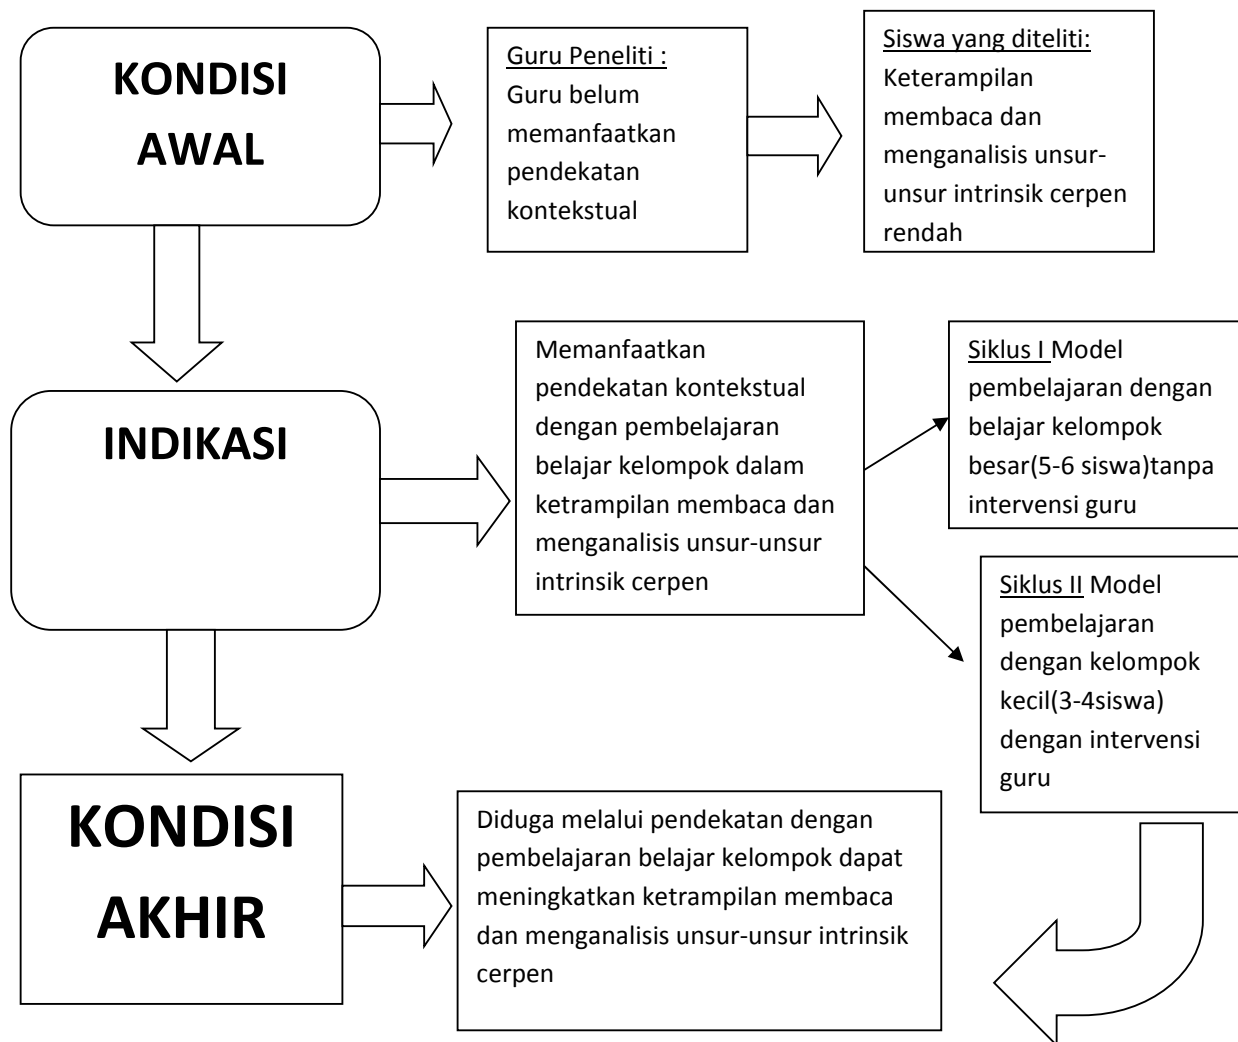 KONDISI
AWAL
Guru Peneliti :
Guru belum
memanfaatkan
pendekatan
kontekstual
Siswa yang diteliti:
Keterampilan
membaca dan
menganalisis unsur-
unsur intrinsik cerpen
rendah
INDIKASI
Memanfaatkan
pendekatan kontekstual
dengan pembelajaran
belajar kelompok dalam
ketrampilan membaca dan
menganalisis unsur-unsur
intrinsik cerpen
Siklus I Model
pembelajaran dengan
belajar kelompok
besar(5-6 siswa)tanpa
intervensi guru
Siklus II Model
pembelajaran
dengan kelompok
kecil(3-4siswa)
dengan intervensi
guru
KONDISI
AKHIR
Diduga melalui pendekatan dengan
pembelajaran belajar kelompok dapat
meningkatkan ketrampilan membaca
dan menganalisis unsur-unsur intrinsik
cerpen